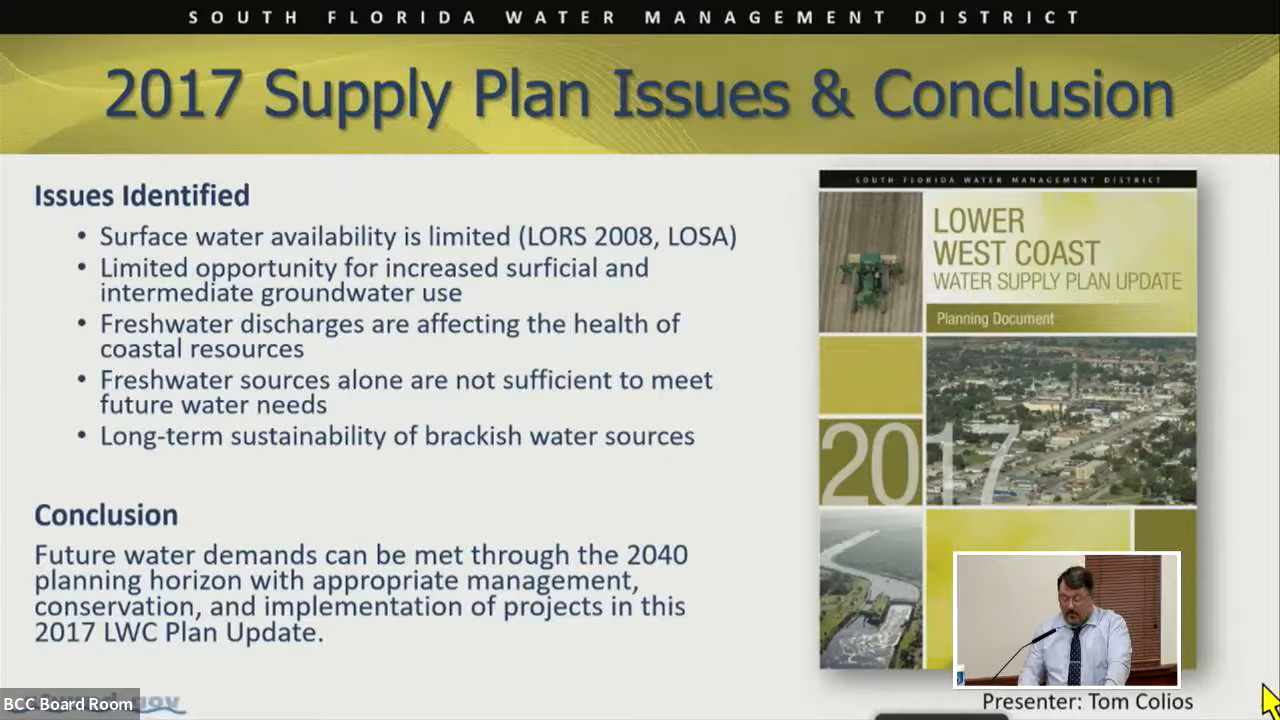 SOUTH FLORIDA WATER MANAGEMENT DISTRICT
2017 Supply Plan Issues & Conclusion
Issues Identified
• Surface water availability is limited (LORS 2008, LOSA)
• Limited opportunity for increased surficial and
intermediate groundwater use
• Freshwater discharges are affecting the health of
coastal resources
• Freshwater sources alone are not sufficient to meet
future water needs
• Long-term sustainability of brackish water sources
Conclusion
Future water demands can be met through the 2040
planning horizon with appropriate management,
conservation, and implementation of projects in this
2017 LWC Plan Update.
SOUTH FLORIDA WATER MANAGEMENT DISTRICT
LOWER
WEST COAST
WATER SUPPLY PLAN UPDATE
Planning Document
2017
Presenter: Tom Colios
BCC Board Room